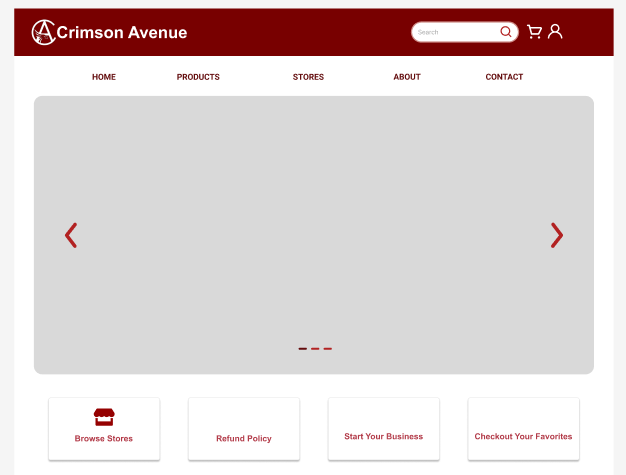 Crimson Avenue
Search
HOME PRODUCTS STORES ABOUT CONTACT
Browse Stores Refund Policy Start Your Business Checkout Your Favorites